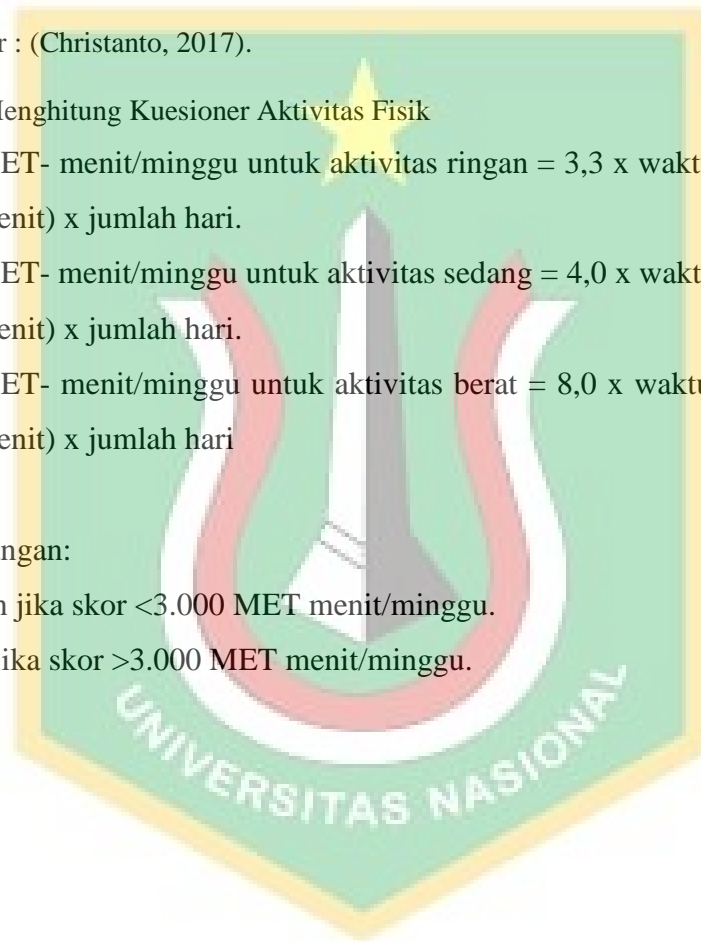 r : (Christanto, 2017).
enghitung Kuesioner Aktivitas Fisik
ET- menit/minggu untuk aktivitas ringan = 3,3 x wakt
enit) x jumlah hari.
ET- menit/minggu untuk aktivitas sedang = 4,0 x wakt
enit) x jumlah hari.
ET- menit/minggu untuk aktivitas berat = 8,0 x waktu
enit) x jumlah hari
ngan:
n jika skor <3.000 MET menit/minggu.
ika skor >3.000 MET menit/minggu.
UNIVERSITAS NASIONAL